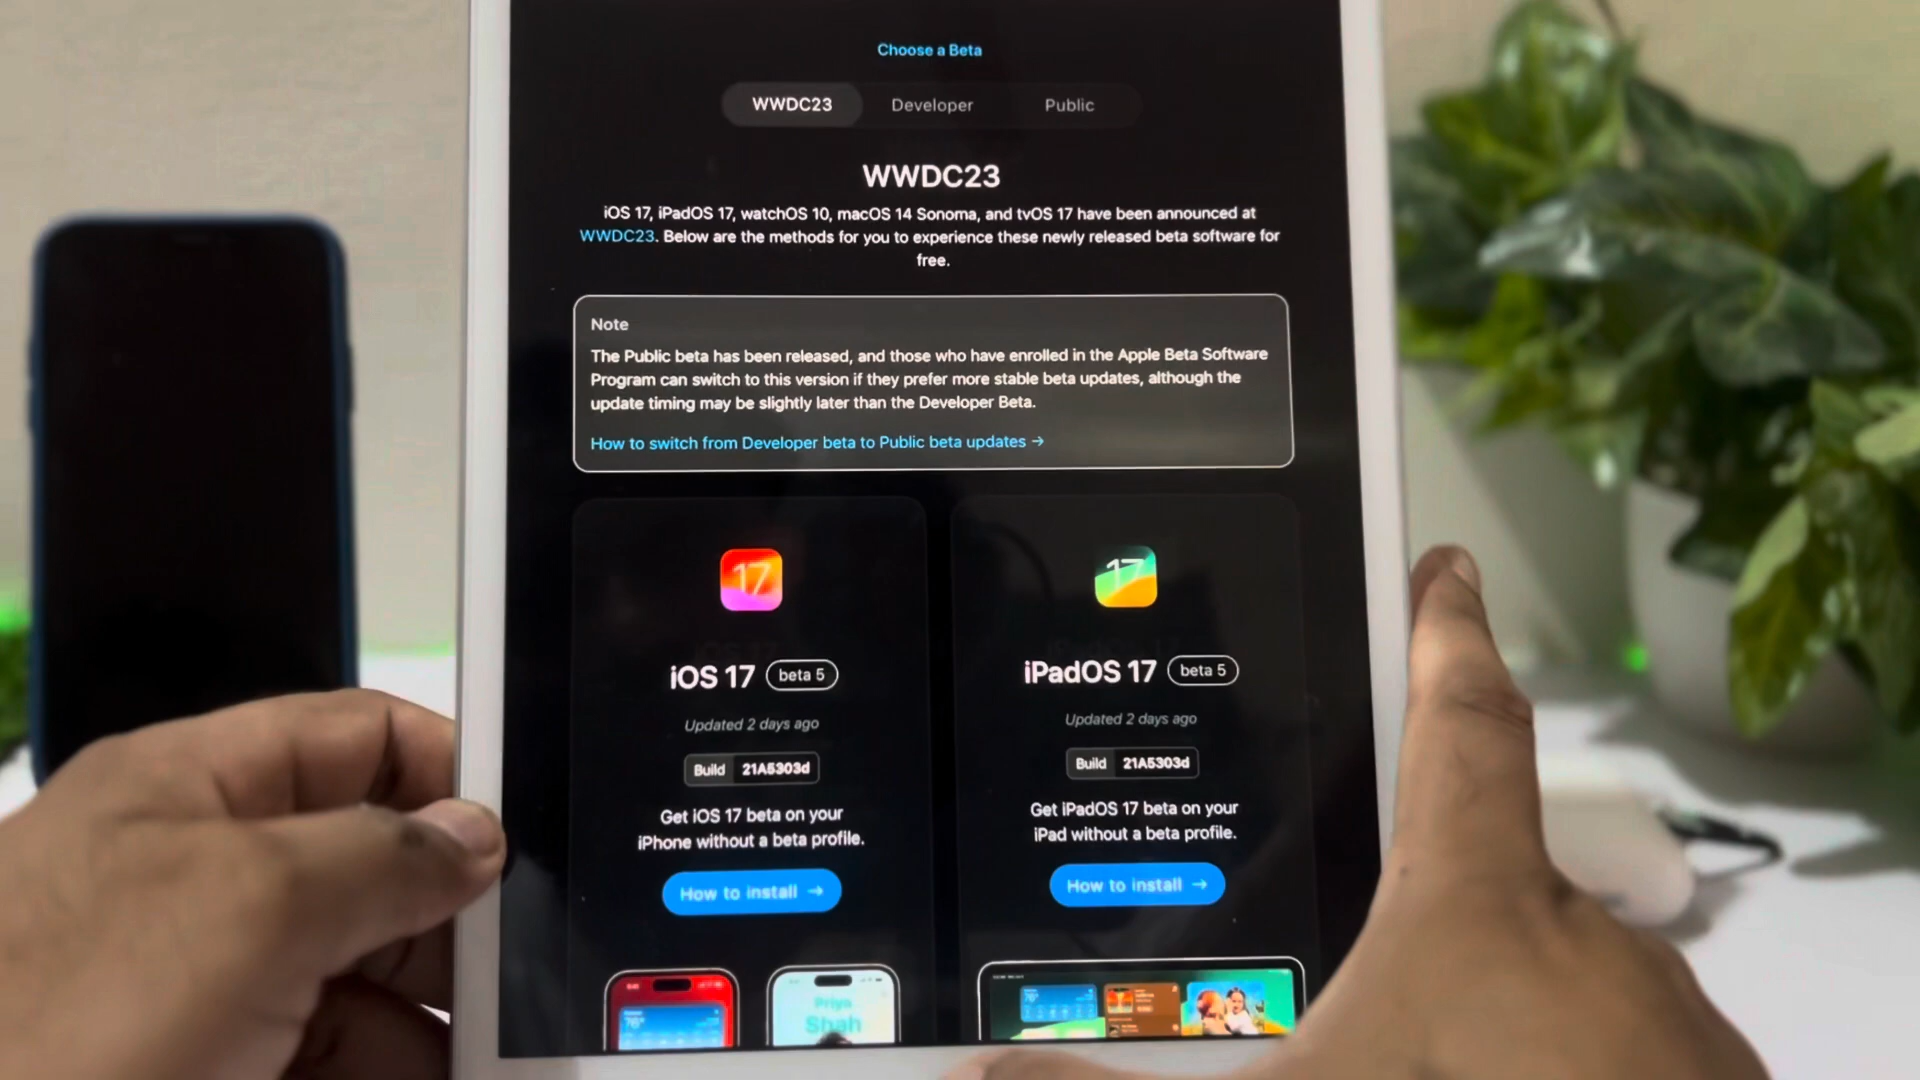 Choose a Beta
WWDC23 Developer Public
WWDC23
iOS 17, iPadOS 17, watchOS 10, macOS 14 Sonoma, and tvOS 17 have been announced at
WWDC23. Below are the methods for you to experience these newly released beta software for
free.
Note
The Public beta has been released, and those who have enrolled in the Apple Beta Software
Program can switch to this version if they prefer more stable beta updates, although the
update timing may be slightly later than the Developer Beta.
How to switch from Developer beta to Public beta updates →
17
iOS 17 beta 5
Updated 2 days ago
Build 21A5303d
Get iOS 17 beta on your
iPhone without a beta profile.
How to install →
17
iPadOS 17 beta 5
Updated 2 days ago
Build 21A5303d
Get iPadOS 17 beta on your
iPad without a beta profile.
How to install →
76°
Priya
Shah
76°